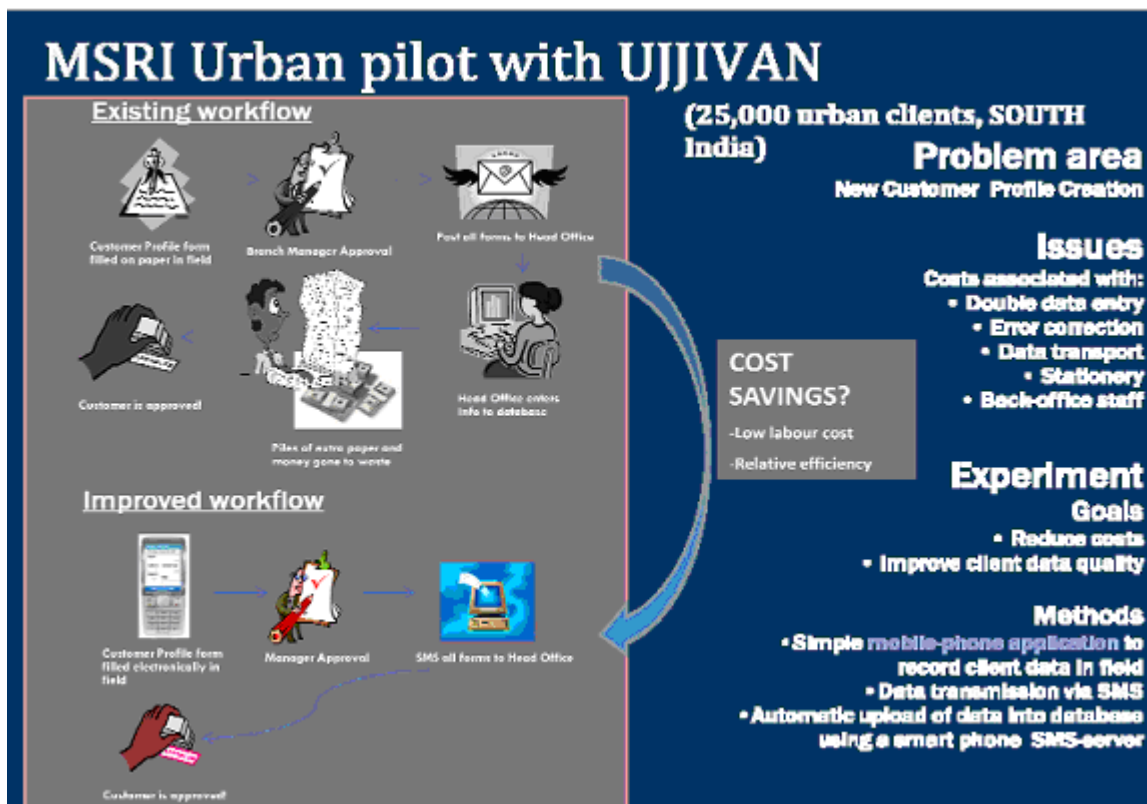 MSRI Urban pilot with UJJIVAN
Existing workflow
Customer Profile form
filled on paper in field
Branch Manager Approval
Post all forms to Head Office
Customer is approved!
Piles of extra paper and
money gone to waste
Head Office enters
info to database
Improved workflow
Customer Profile form
filled electronically in
field
Manager Approval
SMS all forms to Head Office
Customer is approved!
COST
SAVINGS?
-Low labour cost
-Relative efficiency
(25,000 urban clients, SOUTH
India)
Problem area
New Customer Profile Creation
Issues
Costs associated with:
• Double data entry
• Error correction
• Data transport
• Stationery
• Back-office staff
Experiment
Goals
• Reduce costs
• Improve client data quality
Methods
• Simple mobile-phone application to
record client data in field
• Data transmission via SMS
• Automatic upload of data into database
using a smart phone SMS-server